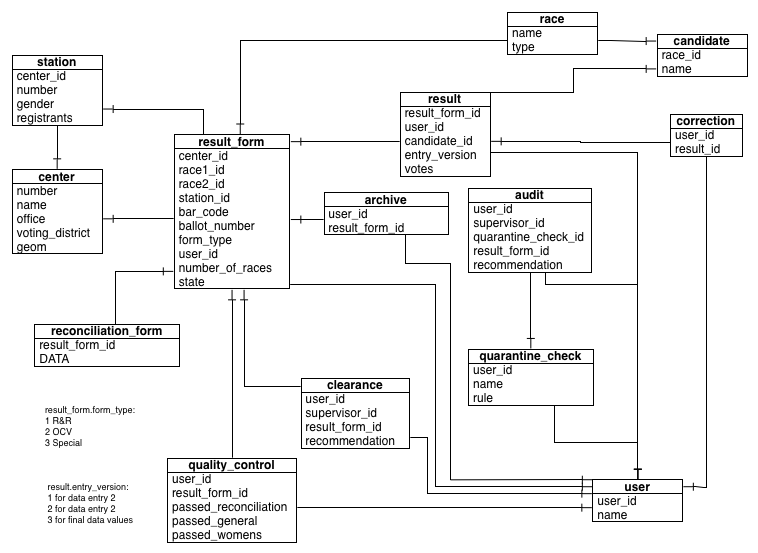 race
name
type
candidate
race_id
name
station
center_id
number
gender
registrants
result
result_form_id
user_id
candidate_id
entry_version
votes
correction
user_id
result_id
result_form
center_id
race1_id
race2_id
station_id
bar_code
ballot_number
form_type
user_id
number_of_races
state
center
number
name
office
voting_district
geom
archive
user_id
result_form_id
audit
user_id
supervisor_id
quarantine_check_id
result_form_id
recommendation
reconciliation_form
result_form_id
DATA
quarantine_check
user_id
name
rule
clearance
user_id
supervisor_id
result_form_id
recommendation
result_form.form_type:
1 R&R
2 OCV
3 Special
quality_control
user_id
result_form_id
passed_reconciliation
passed_general
passed_womens
result.entry_version:
1 for data entry 2
2 for data entry 2
3 for final data values
user
user_id
name